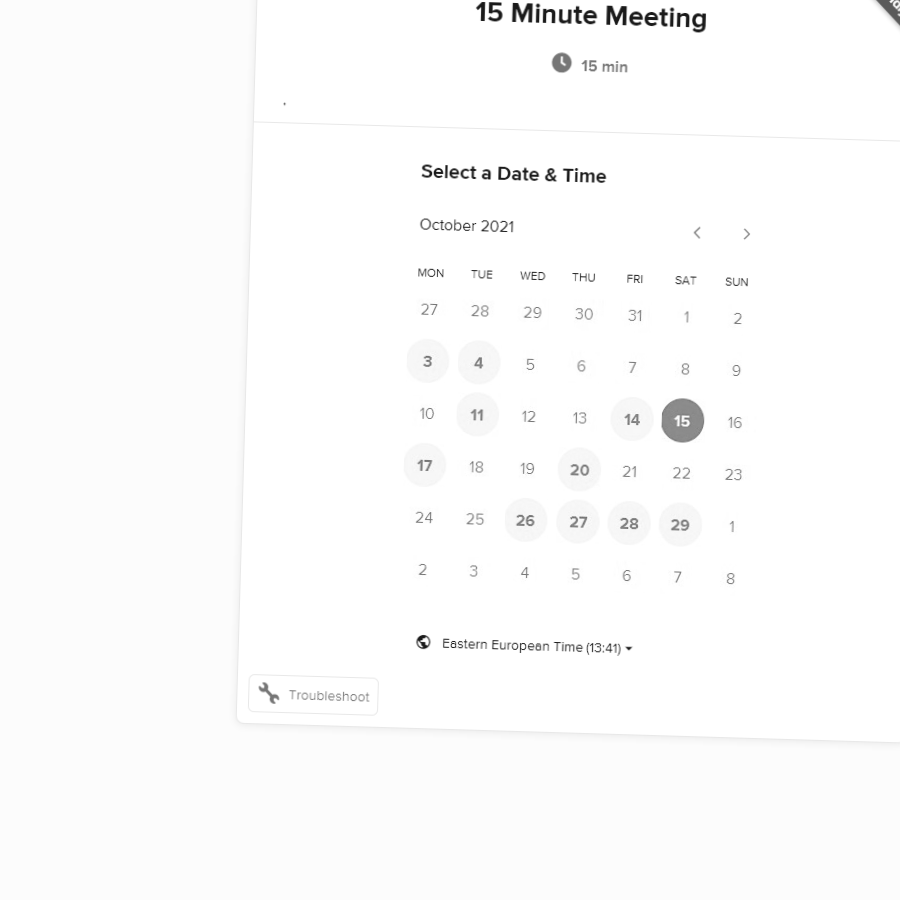 15 Minute Meeting
15 min
Select a Date & Time
October 2021
MON TUE WED THU FRI SAT SUN
27 28 29 30 31 1 2
3 4 5 6 7 8 9
10 11 12 13 14 15 16
17 18 19 20 21 22 23
24 25 26 27 28 29 1
2 3 4 5 6 7 8
Eastern European Time (13:41)
Troubleshoot